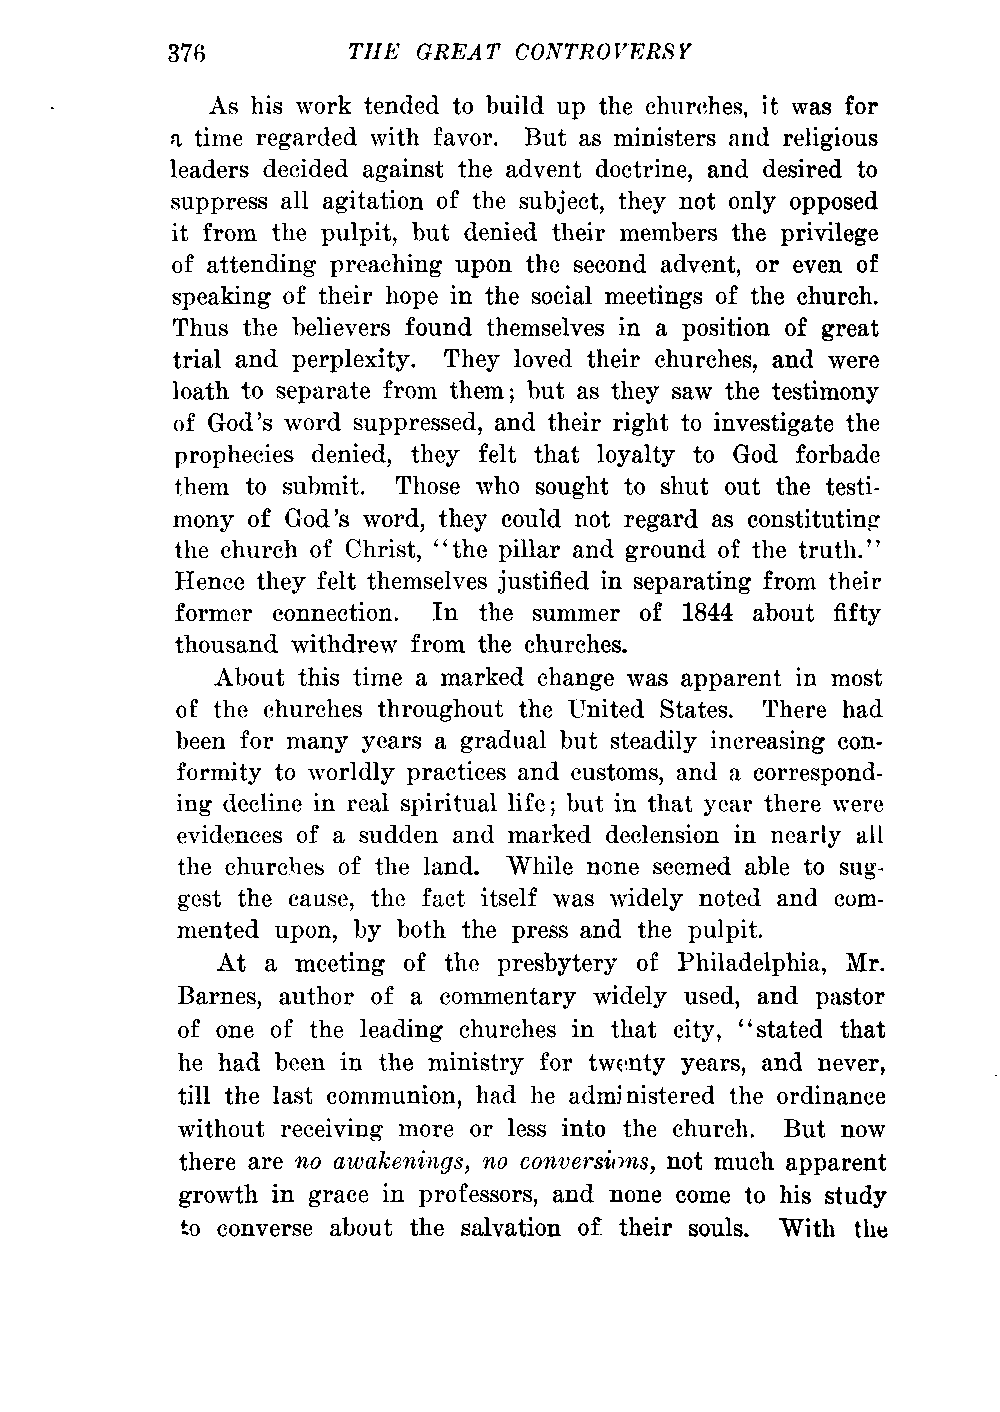 376 THE GREAT CONTROVERSY
As his work tended to build up the churches, it was for
a time regarded with favor. But as ministers and religious
leaders decided against the advent doctrine, and desired to
suppress all agitation of the subject, they not only opposed
it from the pulpit, but denied their members the privilege
of attending preaching upon the second advent, or even of
speaking of their hope in the social meetings of the church.
Thus the believers found themselves in a position of great
trial and perplexity. They loved their churches, and were
loath to separate from them; but as they saw the testimony
of God's word suppressed, and their right to investigate the
prophecies denied, they felt that loyalty to God forbade
them to submit. Those who sought to shut out the testi-
mony of God's word, they could not regard as constituting
the church of Christ, "the pillar and ground of the truth."
Hence they felt themselves justified in separating from their
former connection. In the summer of 1844 about fifty
thousand withdrew from the churches.
About this time a marked change was apparent in most
of the churches throughout the United States. There had
been for many years a gradual but steadily increasing con-
formity to worldly practices and customs, and a correspond-
ing decline in real spiritual life; but in that year there were
evidences of a sudden and marked declension in nearly all
the churches of the land. While none seemed able to sug-
gest the cause, the fact itself was widely noted and com-
mented upon, by both the press and the pulpit.
At a meeting of the presbytery of Philadelphia, Mr.
Barnes, author of a commentary widely used, and pastor
of one of the leading churches in that city, "stated that
he had been in the ministry for twenty years, and never,
till the last communion, had he administered the ordinance
without receiving more or less into the church. But now
there are no awakenings, no conversions, not much apparent
growth in grace in professors, and none come to his study
to converse about the salvation of their souls. With the